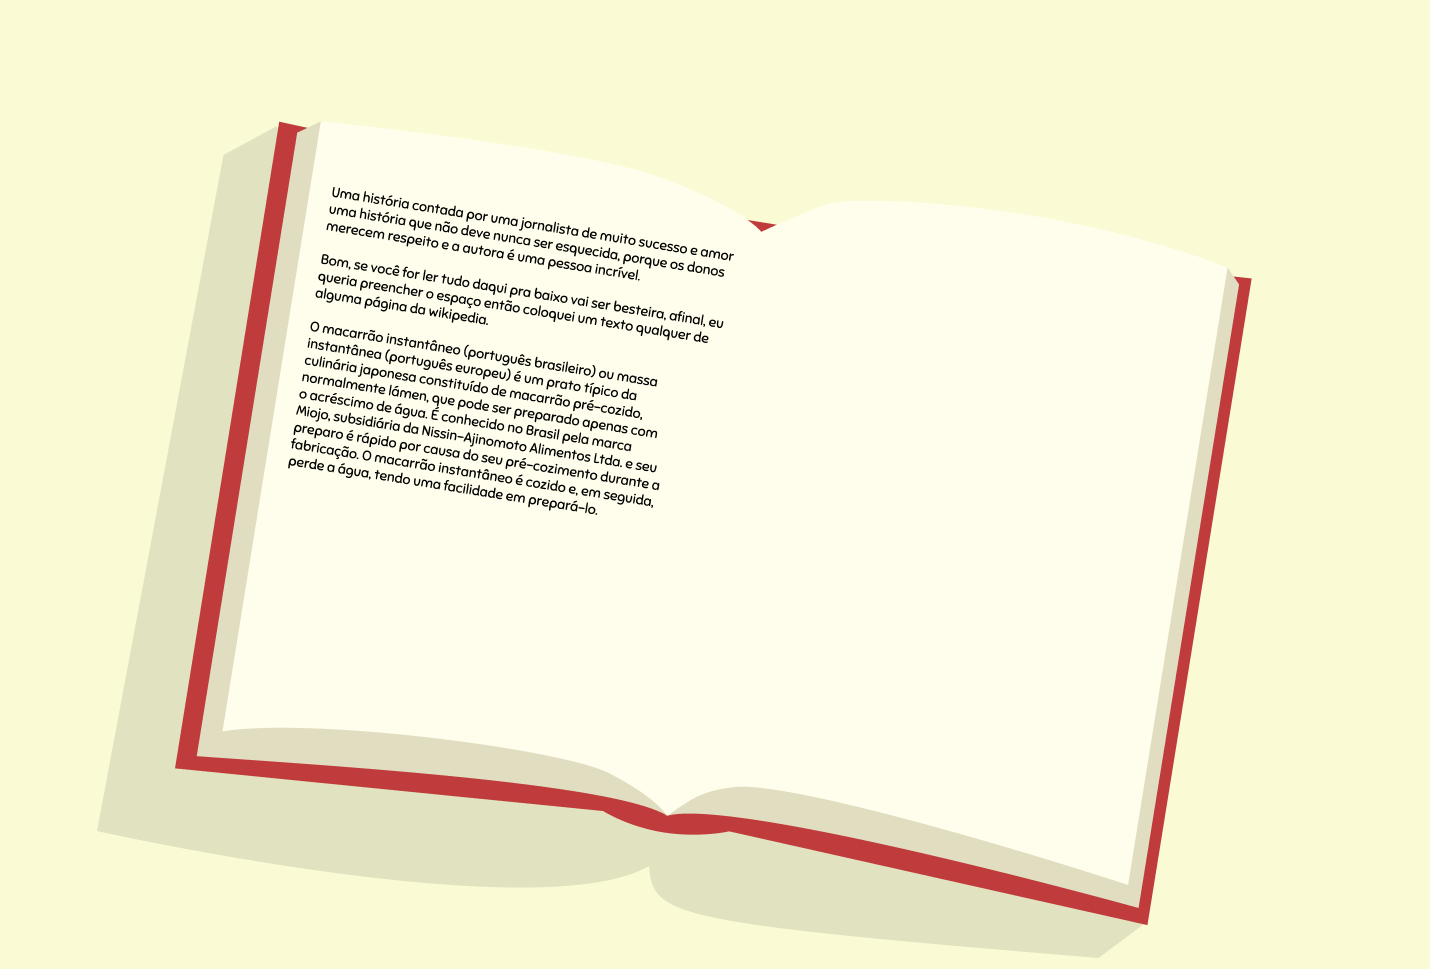 Uma história contada por uma jornalista de muito sucesso e amor
uma história que não deve nunca ser esquecida, porque os donos
merecem respeito e a autora é uma pessoa incrível.
Bom, se você for ler tudo daqui pra baixo vai ser besteira, afinal, eu
queria preencher o espaço então coloquei um texto qualquer de
alguma página da wikipedia.
O macarrão instantâneo (português brasileiro) ou massa
instantânea (português europeu) é um prato típico da
culinária japonesa constituído de macarrão pré-cozido,
normalmente lámen, que pode ser preparado apenas com
o acréscimo de água. É conhecido no Brasil pela marca
Miojo, subsidiária da Nissin-Ajinomoto Alimentos Ltda. e seu
preparo é rápido por causa do seu pré-cozimento durante a
fabricação. O macarrão instantâneo é cozido e, em seguida,
perde a água, tendo uma facilidade em prepará-lo.